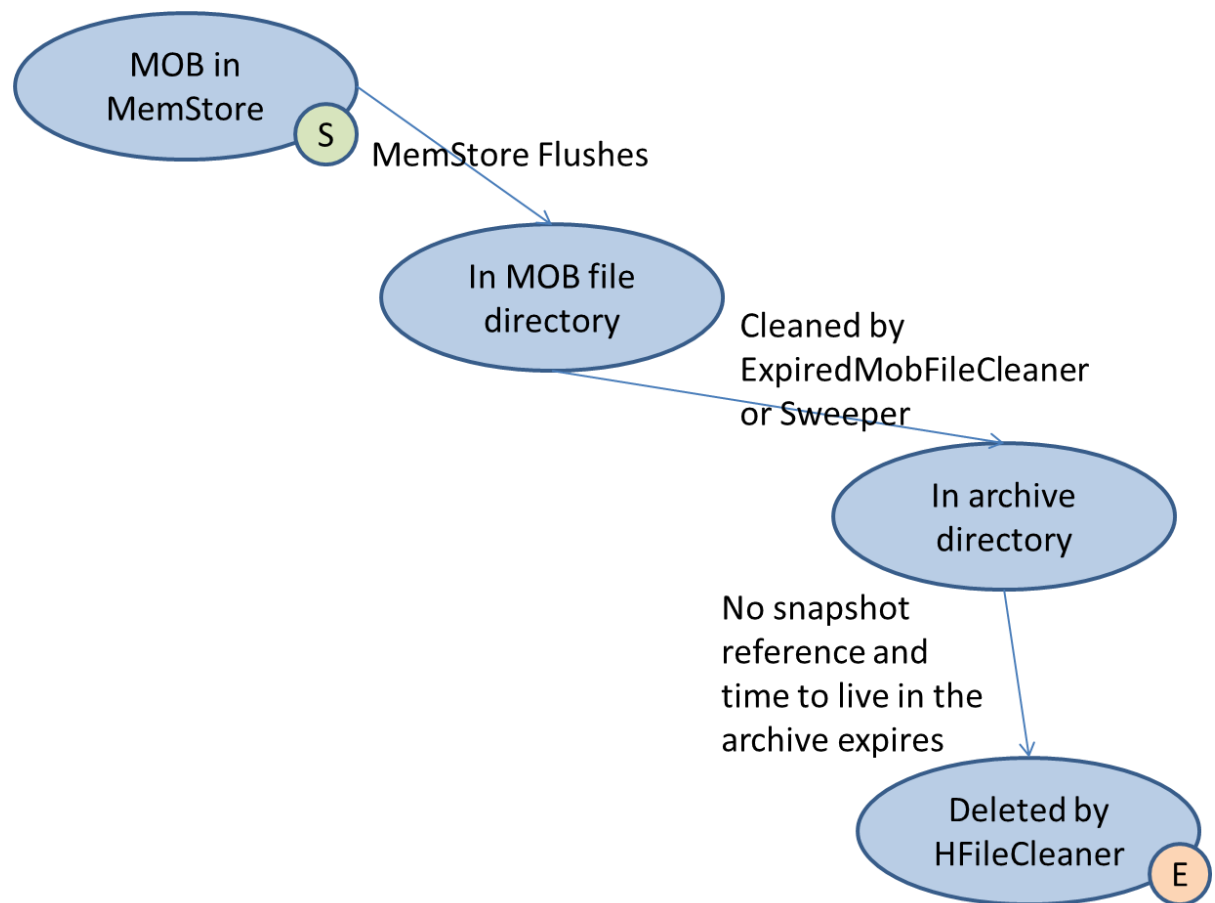 MOB in
MemStore
S
MemStore Flushes
In MOB file
directory
Cleaned by
ExpiredMobFileCleaner
or Sweeper
In archive
directory
No snapshot
reference and
time to live in the
archive expires
Deleted by
HFileCleaner
E